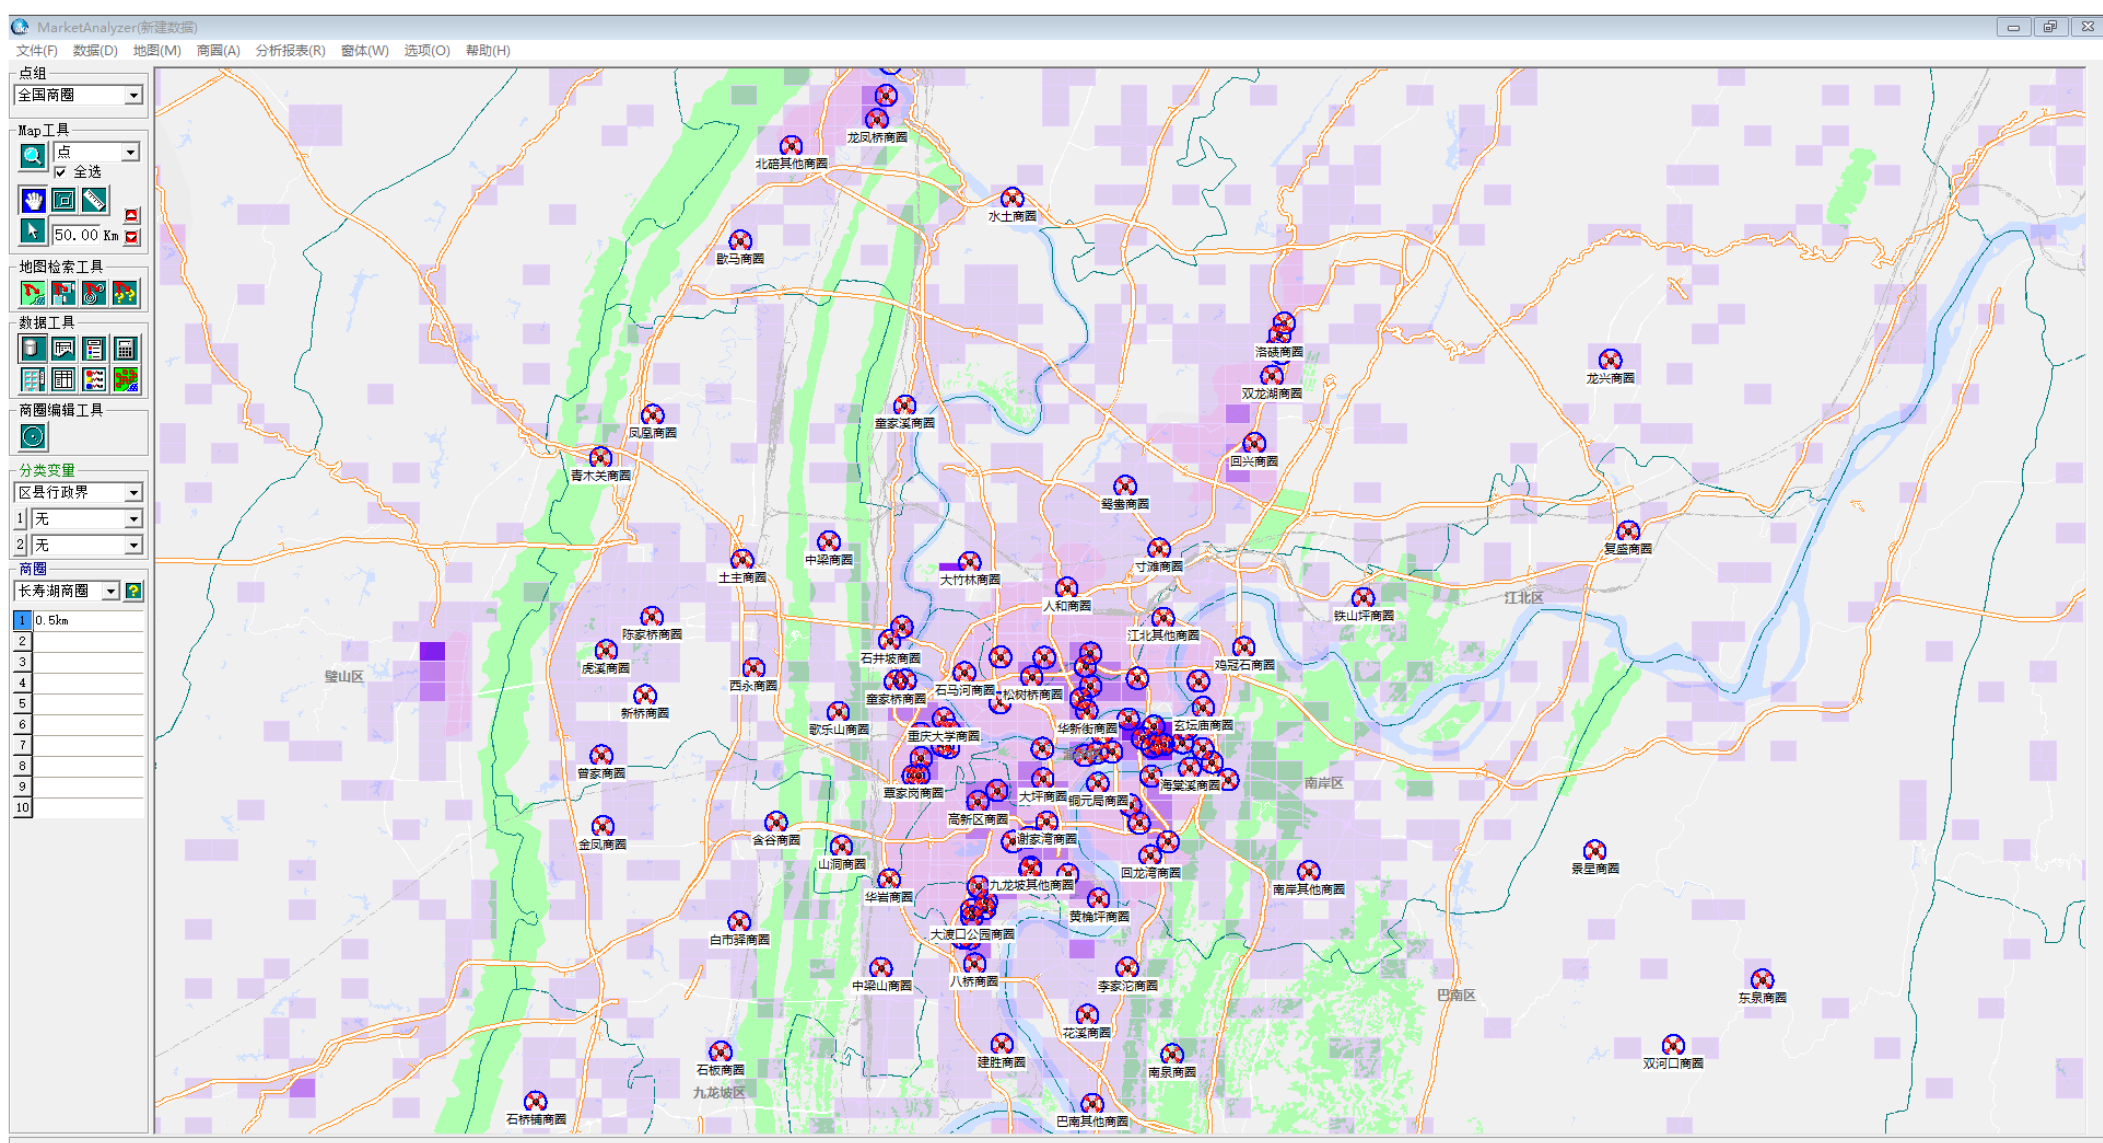 MarketAnalyzer(新建数据)
文件(F) 数据(D) 地图(M) 商圈(A) 分析报表(R) 窗体(W) 选项(O) 帮助(H)
点组
全国商圈
Map工具
点
全选
50.00 Km
地图检索工具
数据工具
商圈编辑工具
分类变量
区县行政界
1 无
2 无
商圈
长寿湖商圈
1 0.5km
2
3
4
5
6
7
8
9
10
龙凤桥商圈
北碚其他商圈
水土商圈
歇马商圈
洛碛商圈
龙兴商圈
双龙湖商圈
童家溪商圈
凤凰商圈
回兴商圈
青木关商圈
鸳鸯商圈
复盛商圈
中梁商圈
寸滩商圈
土主商圈
大竹林商圈
江北区
人和商圈
铁山坪商圈
陈家桥商圈
江北其他商圈
石井坡商圈
虎溪商圈
鸡冠石商圈
璧山区
西永商圈
石马河商圈
松树桥商圈
童家桥商圈
新桥商圈
歌乐山商圈
华新街商圈
玄坛庙商圈
重庆大学商圈
曾家商圈
南岸区
海棠溪商圈
覃家岗商圈
大坪商圈
铜元局商圈
高新区商圈
含谷商圈
谢家湾商圈
金凤商圈
山洞商圈
景星商圈
回龙湾商圈
九龙坡其他商圈
南岸其他商圈
华岩商圈
黄桷坪商圈
大渡口公园商圈
白市驿商圈
八桥商圈
中梁山商圈
李家沱商圈
巴南区
东泉商圈
花溪商圈
建胜商圈
双河口商圈
石板商圈
南泉商圈
九龙坡区
石桥铺商圈
巴南其他商圈